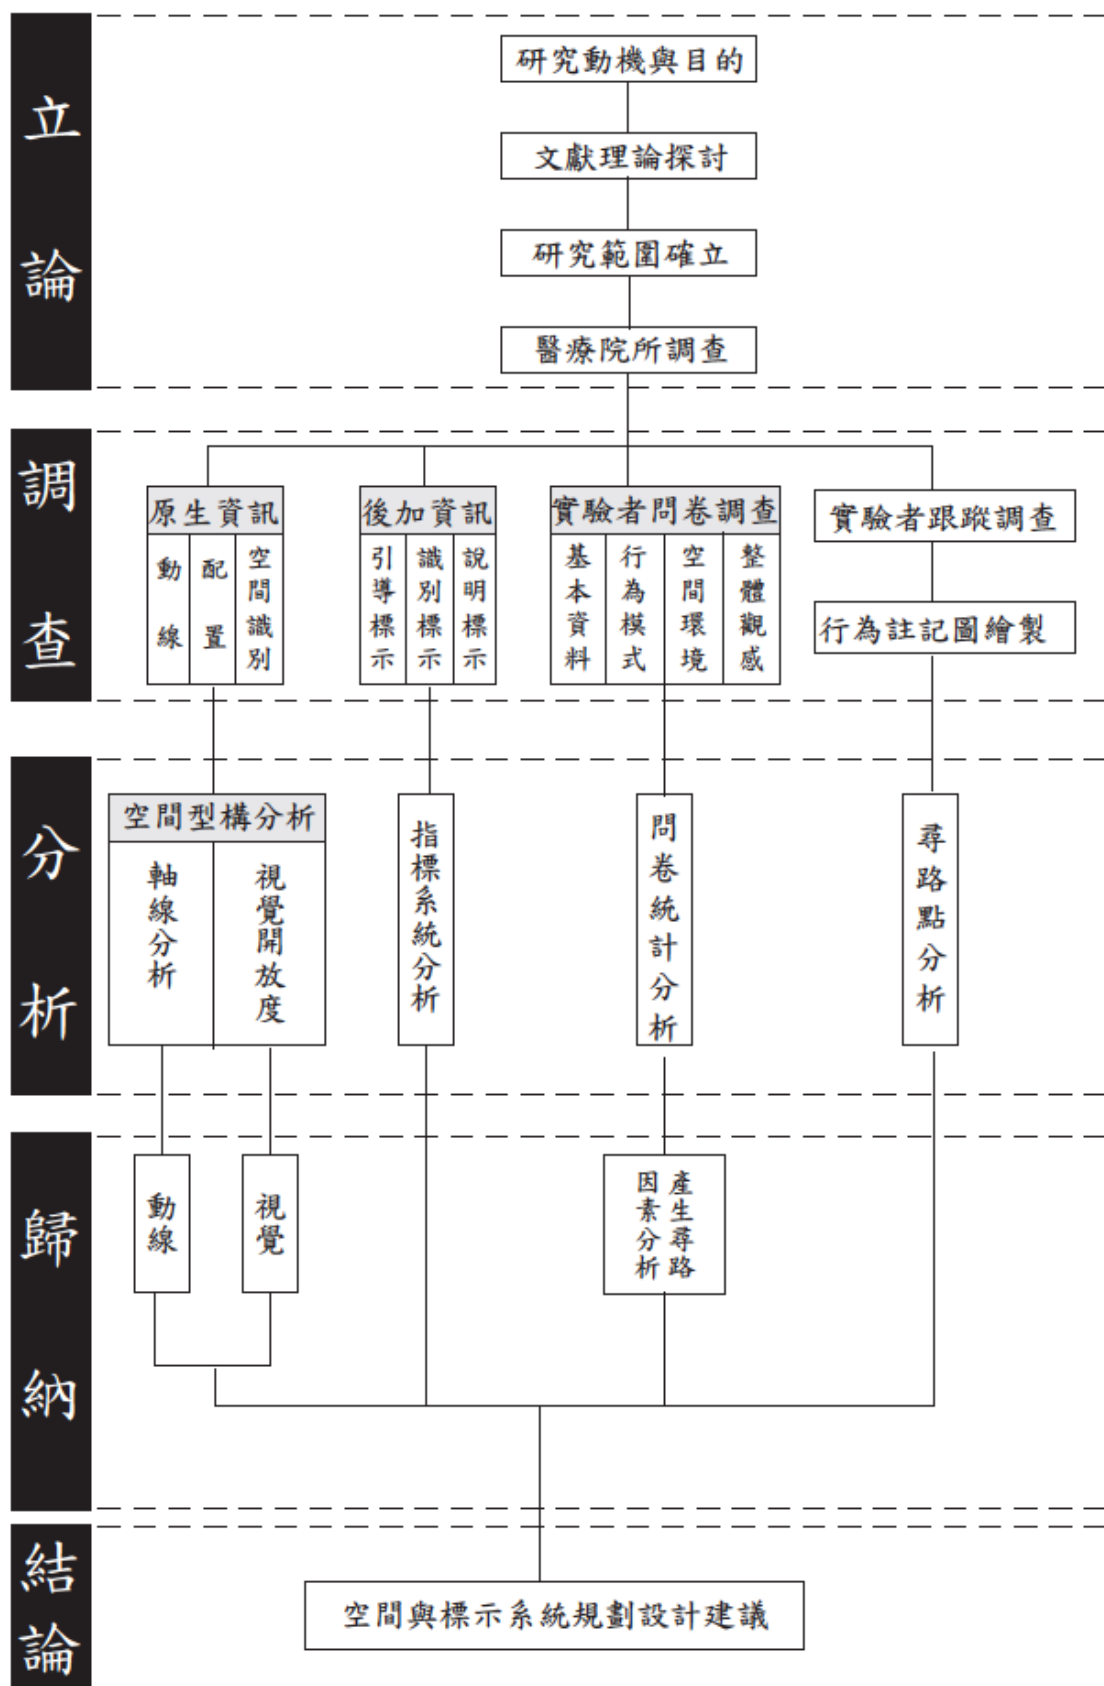 立論
研究動機與目的
文獻理論探討
研究範圍確立
醫療院所調查
調查
原生資訊
動線
配置
空間識別
後加資訊
引導標示
識別標示
說明標示
實驗者問卷調查
基本資料
行為模式
空間環境
整體觀感
實驗者跟蹤調查
行為註記圖繪製
分析
空間型構分析
軸線分析
視覺開放度
指標系統分析
問卷統計分析
尋路點分析
歸納
動線
視覺
產生尋路
因素分析
結論
空間與標示系統規劃設計建議